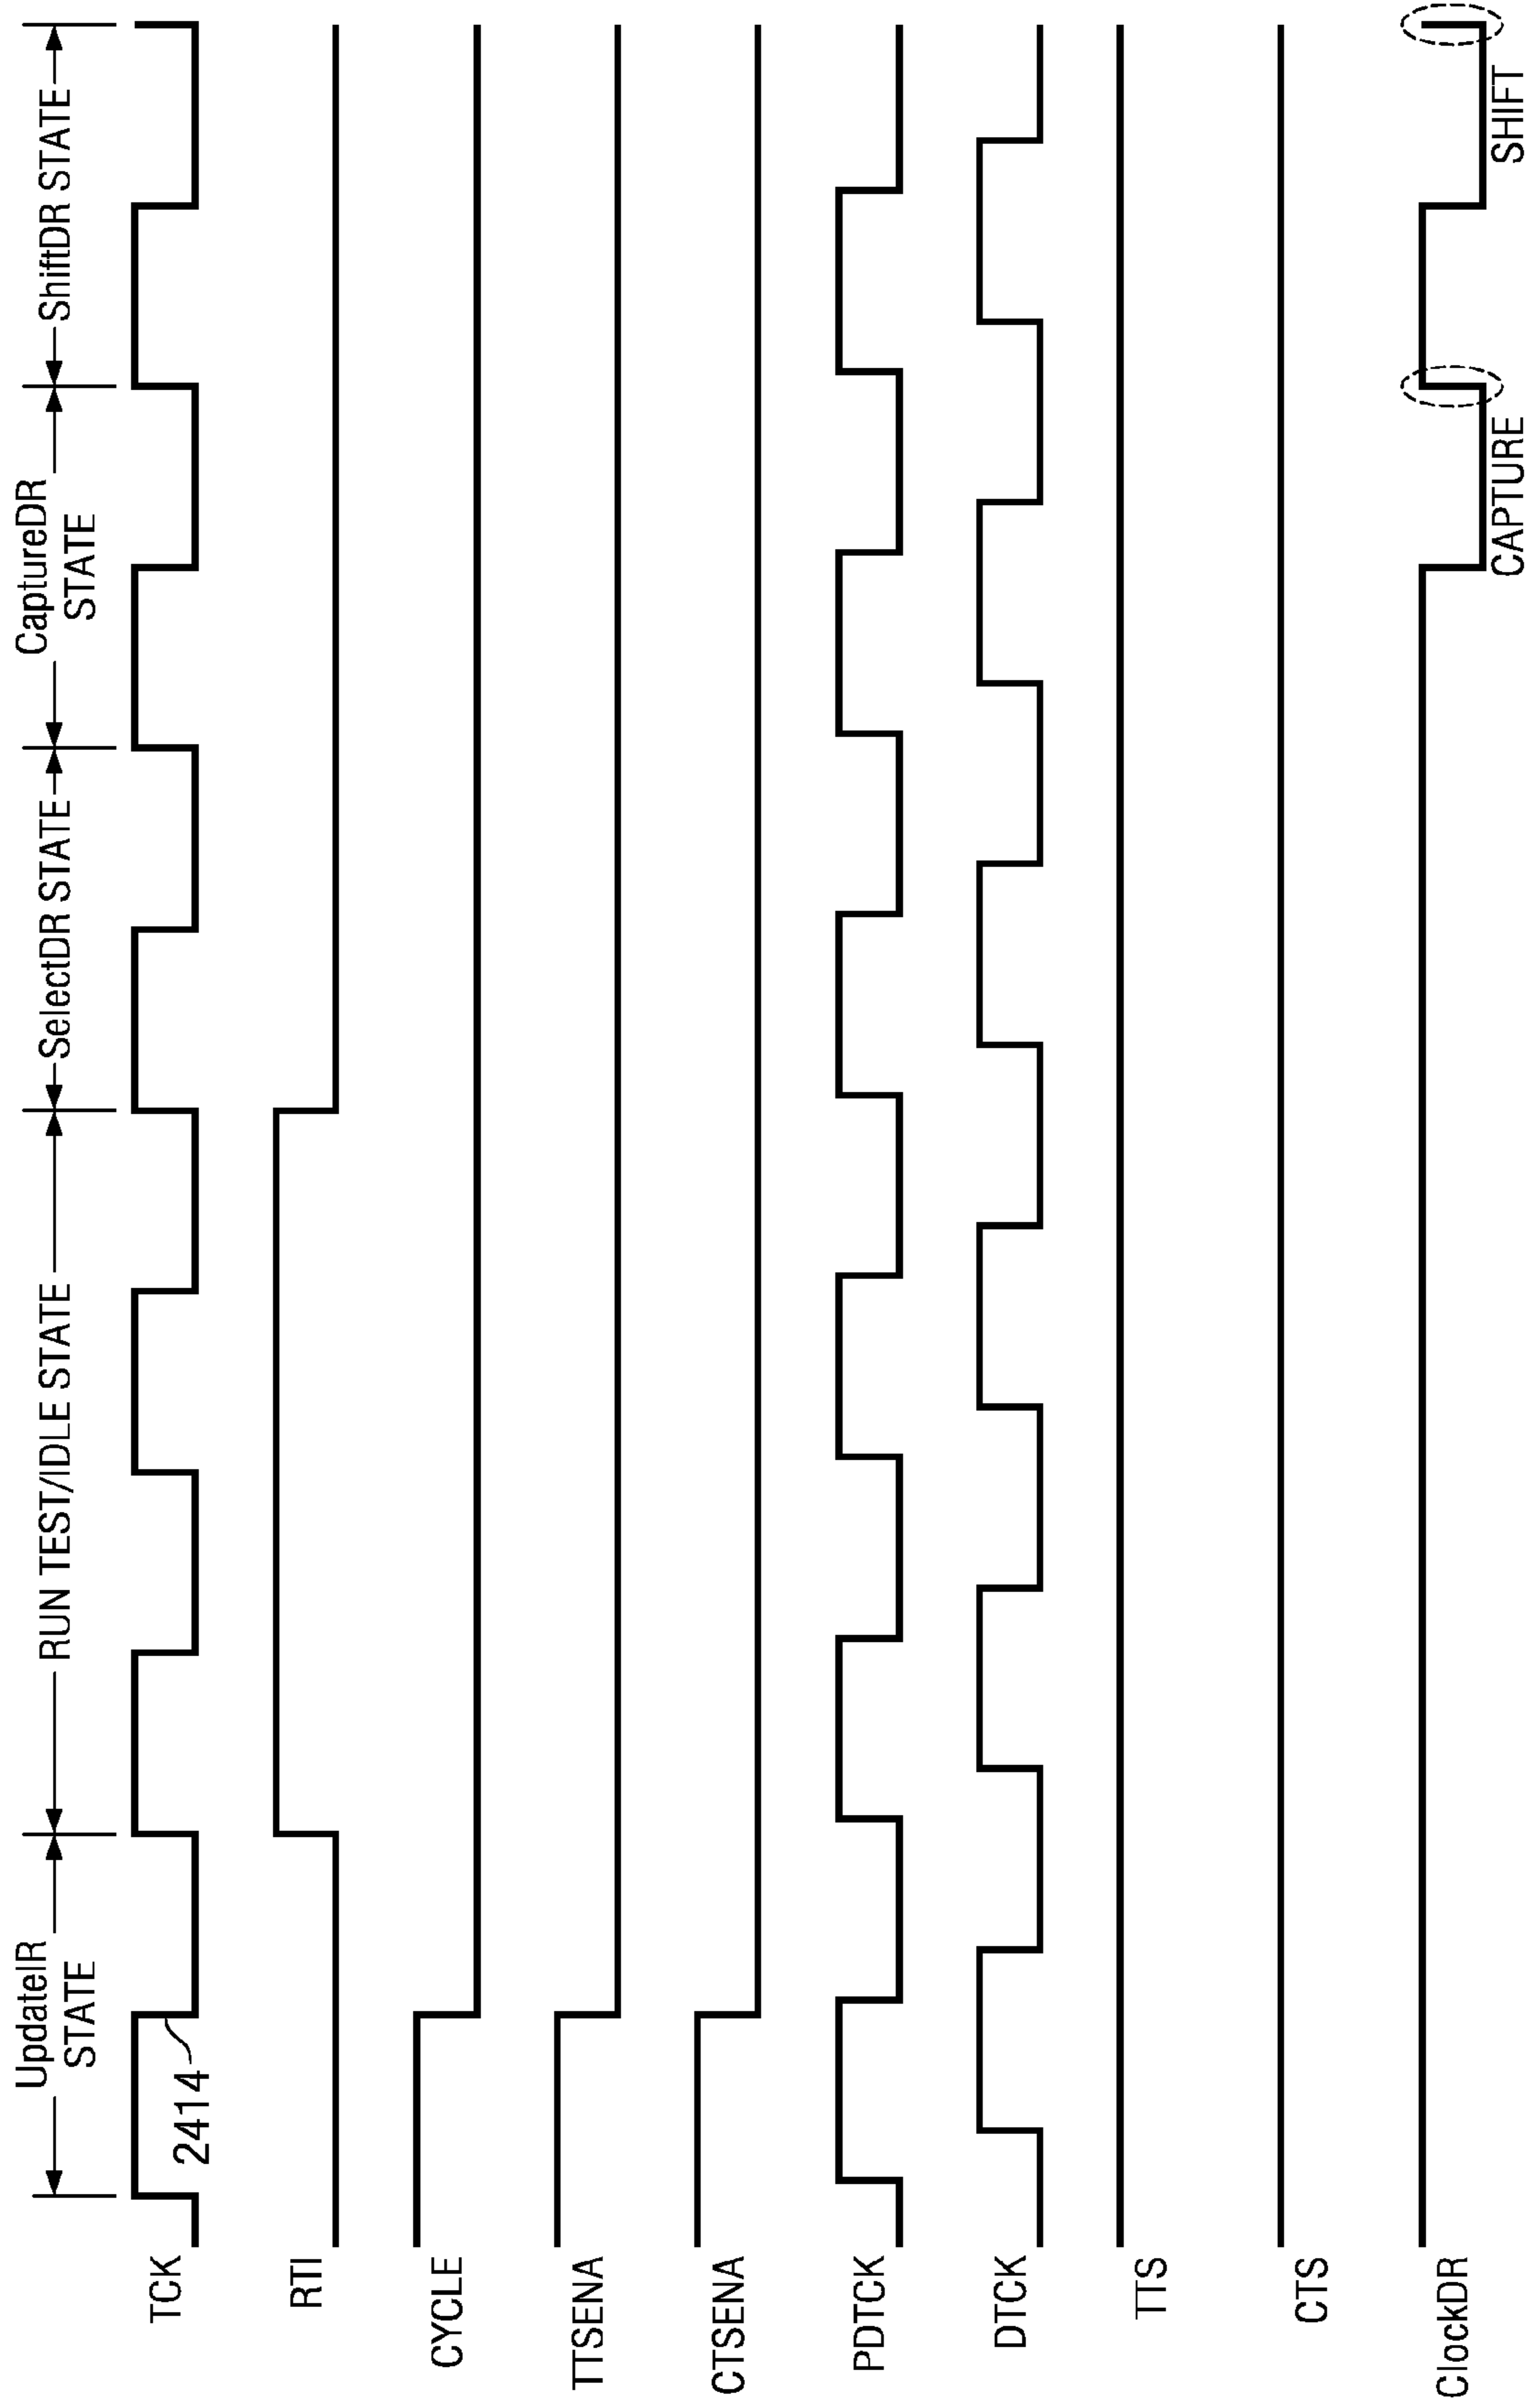 UpdateIR
STATE
RUN TEST/IDLE STATE
SelectDR STATE
CaptureDR
STATE
ShiftDR STATE
TCK
2414
RTI
CYCLE
TTSENA
CTSENA
PDTCK
DTCK
TTS
CTS
ClockDR
CAPTURE
SHIFT